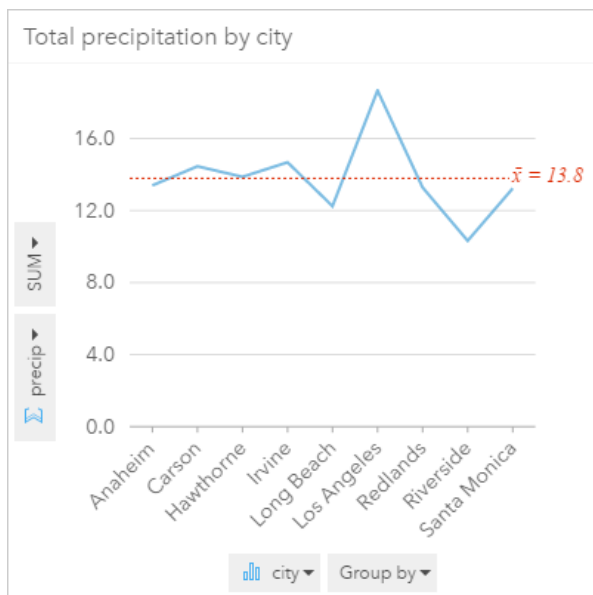 Total precipitation by city
16.0
x̄ = 13.8
12.0
SUM
8.0
precip
4.0
0.0
Anaheim
Carson
Hawthorne
Irvine
Long Beach
Los Angeles
Redlands
Riverside
Santa Monica
city
Group by